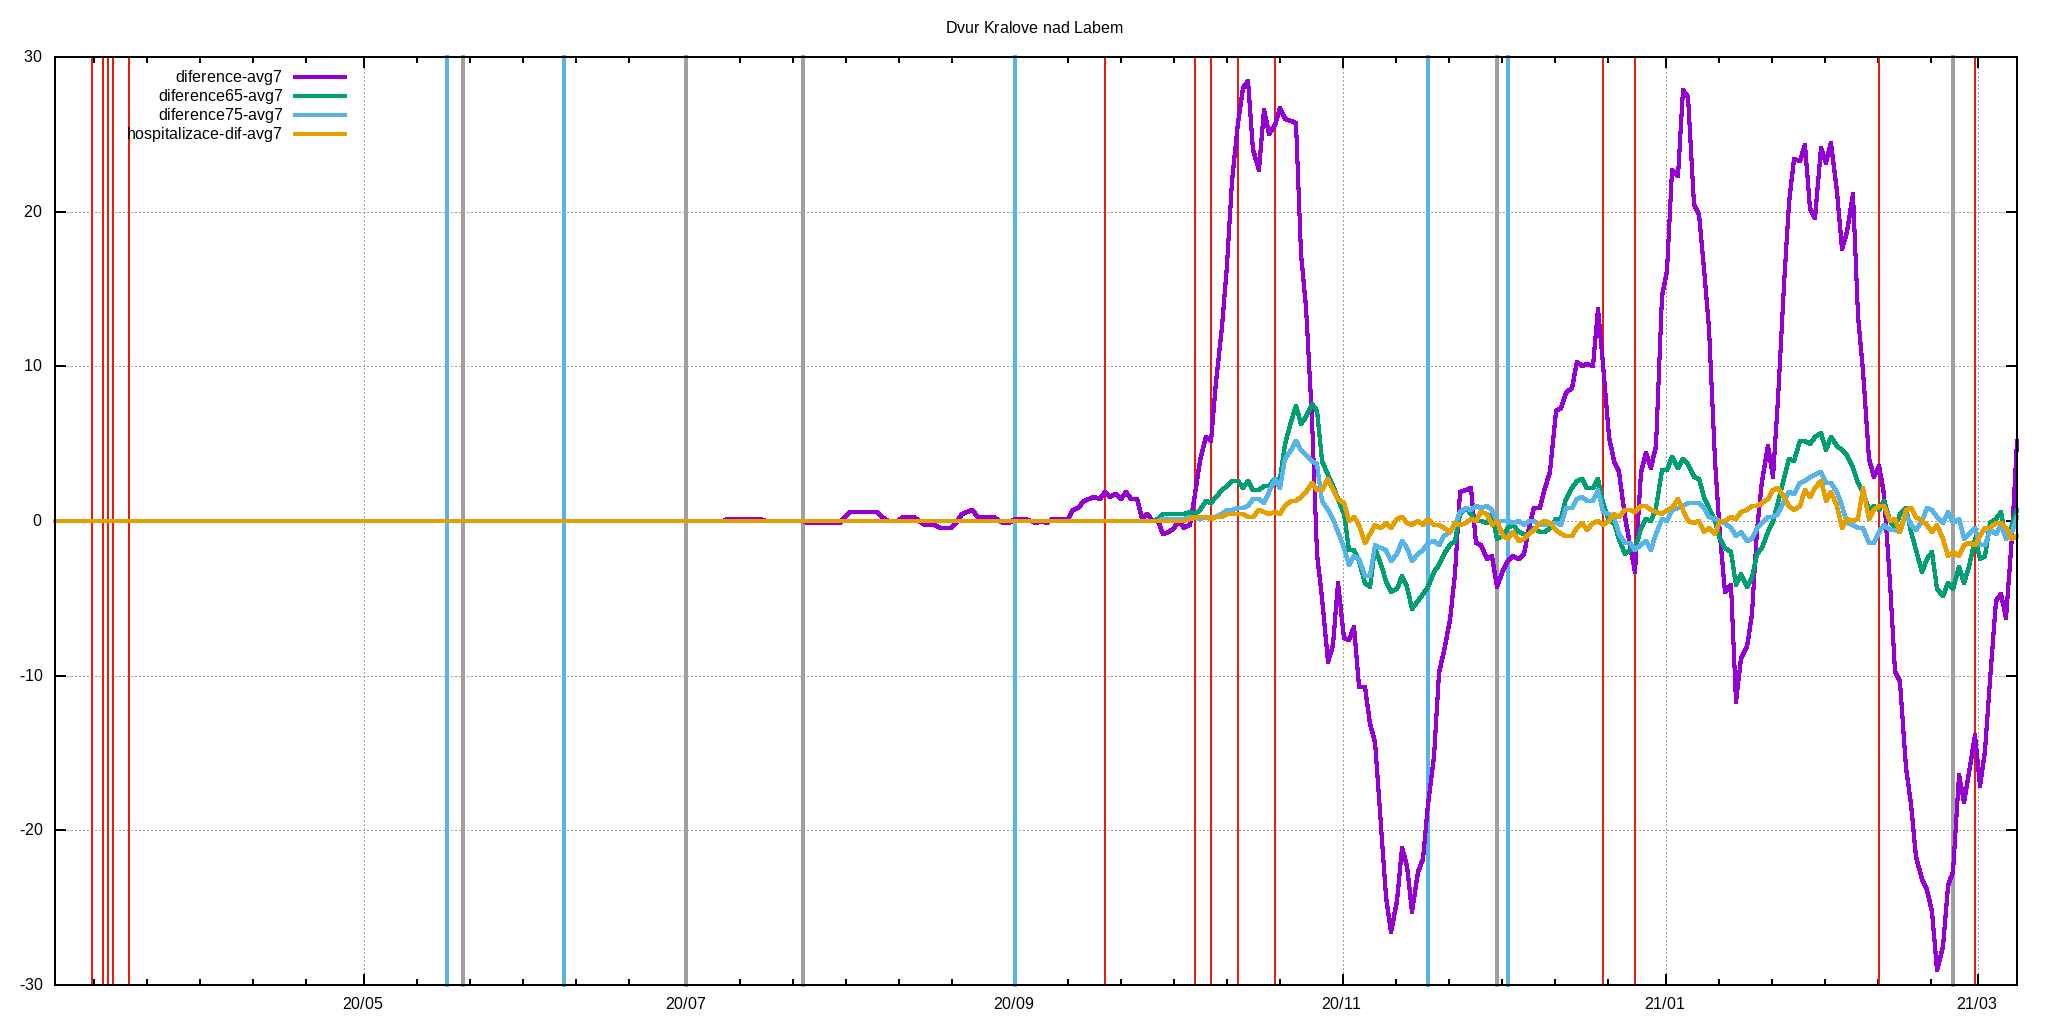 Dvur Kralove nad Labem
30
20
10
0
-10
-20
-30
diference-avg7
diference65-avg7
diference75-avg7
hospitalizace-dif-avg7
20/05
20/07
20/09
20/11
21/01
21/03